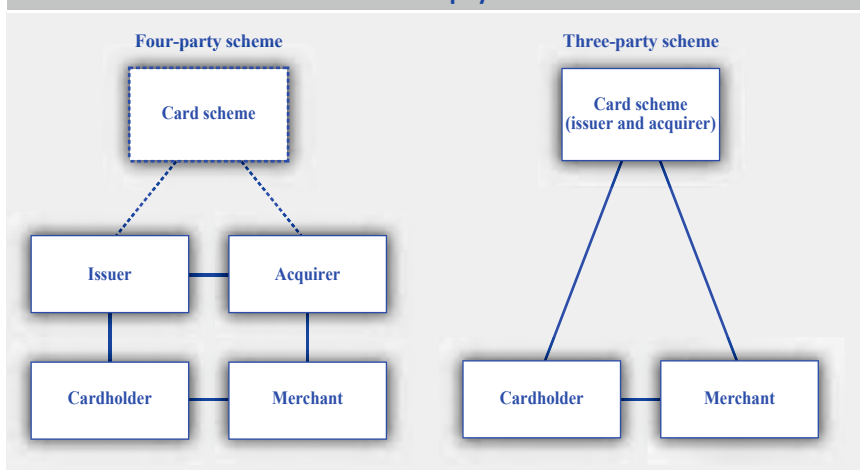 Four-party scheme
Three-party scheme
Card scheme
Card scheme
(issuer and acquirer)
Issuer
Acquirer
Cardholder
Merchant
Cardholder
Merchant